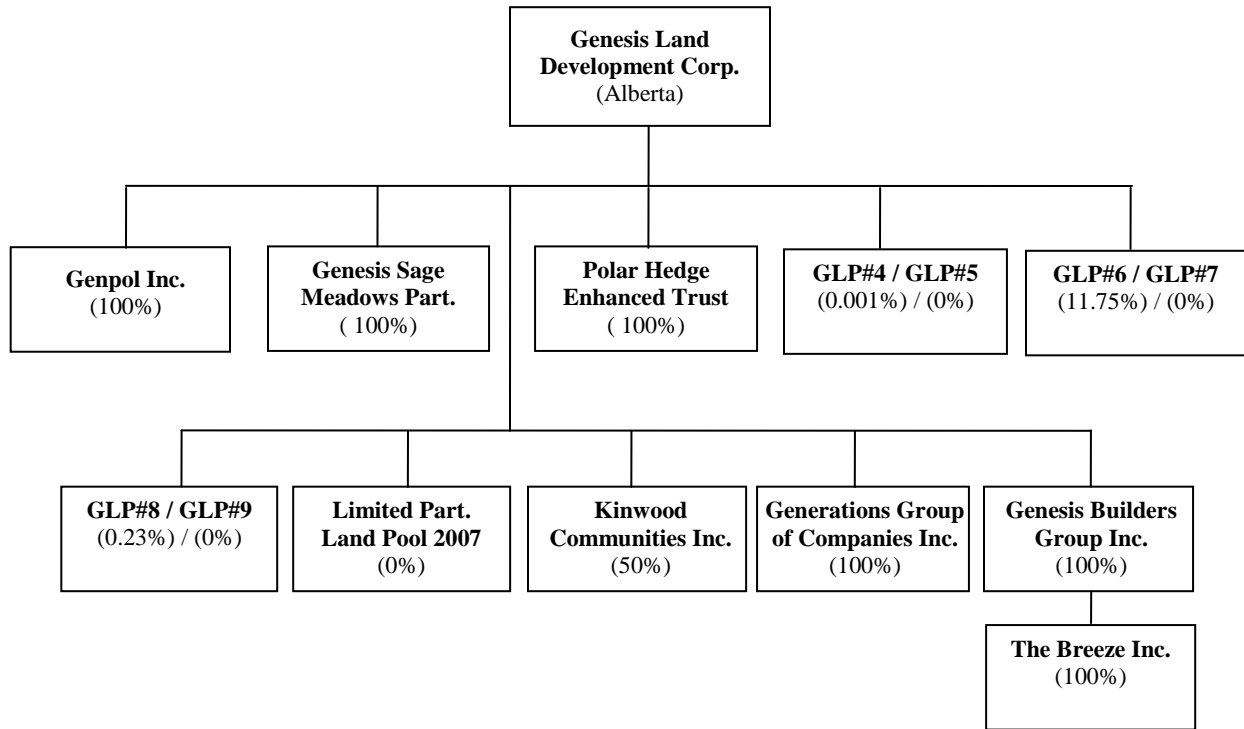 Genesis Land
Development Corp.
(Alberta)
Genpol Inc.
(100%)
Genesis Sage
Meadows Part.
( 100%)
Polar Hedge
Enhanced Trust
( 100%)
GLP#4 / GLP#5
(0.001%) / (0%)
GLP#6 / GLP#7
(11.75%) / (0%)
GLP#8 / GLP#9
(0.23%) / (0%)
Limited Part.
Land Pool 2007
(0%)
Kinwood
Communities Inc.
(50%)
Generations Group
of Companies Inc.
(100%)
Genesis Builders
Group Inc.
(100%)
The Breeze Inc.
(100%)